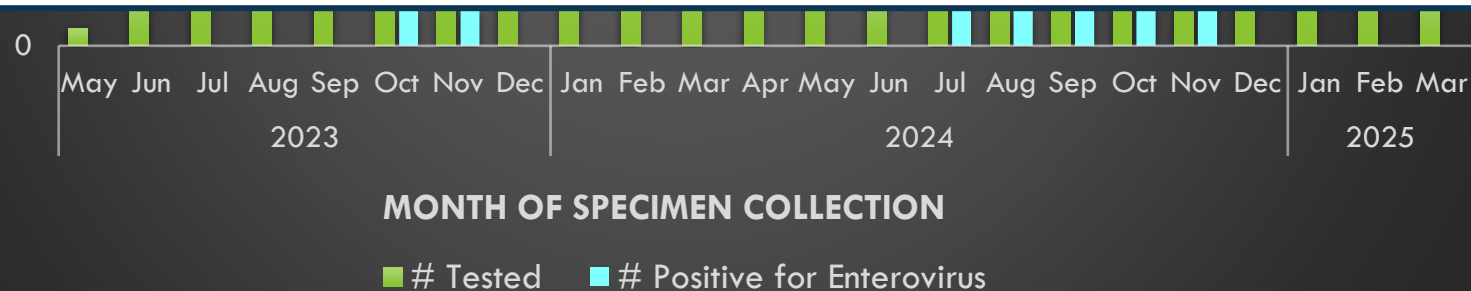 0
May Jun Jul Aug Sep Oct Nov Dec Jan Feb Mar Apr May Jun Jul Aug Sep Oct Nov Dec Jan Feb Mar
2023 2024 2025
MONTH OF SPECIMEN COLLECTION
# Tested # Positive for Enterovirus